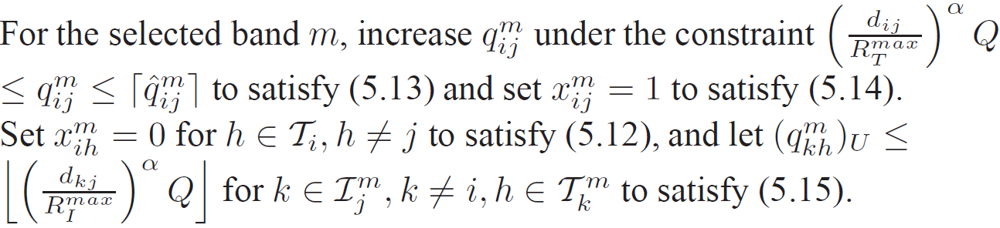 For the selected band $m$, increase $q_{ij}^{m}$ under the constraint $\left(\frac{d_{ij}}{R_T^{max}}\right)^{\alpha} Q$
$\leq q_{ij}^{m} \leq \lceil \hat{q}_{ij}^{m} \rceil$ to satisfy (5.13) and set $x_{ij}^{m} = 1$ to satisfy (5.14).
Set $x_{ih}^{m} = 0$ for $h \in \mathcal{T}_i, h \neq j$ to satisfy (5.12), and let $(q_{kh}^{m})_U \leq$
$\left\lfloor \left(\frac{d_{kj}}{R_I^{max}}\right)^{\alpha} Q \right\rfloor$ for $k \in \mathcal{I}_j^{m}, k \neq i, h \in \mathcal{T}_k^{m}$ to satisfy (5.15).